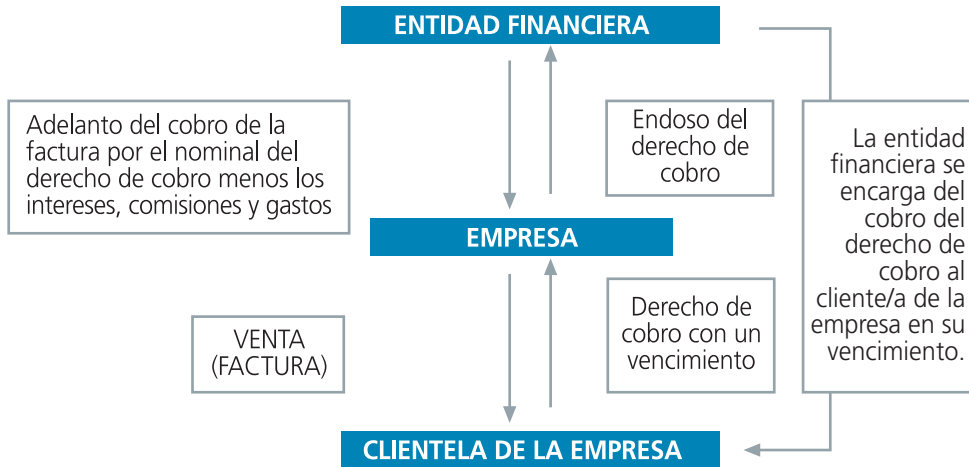 ENTIDAD FINANCIERA
Adelanto del cobro de la
factura por el nominal del
derecho de cobro menos los
intereses, comisiones y gastos
Endoso del
derecho de
cobro
La entidad
financiera se
encarga del
cobro del
derecho de
cobro al
cliente/a de la
empresa en su
vencimiento.
EMPRESA
VENTA
(FACTURA)
Derecho de
cobro con un
vencimiento
CLIENTELA DE LA EMPRESA